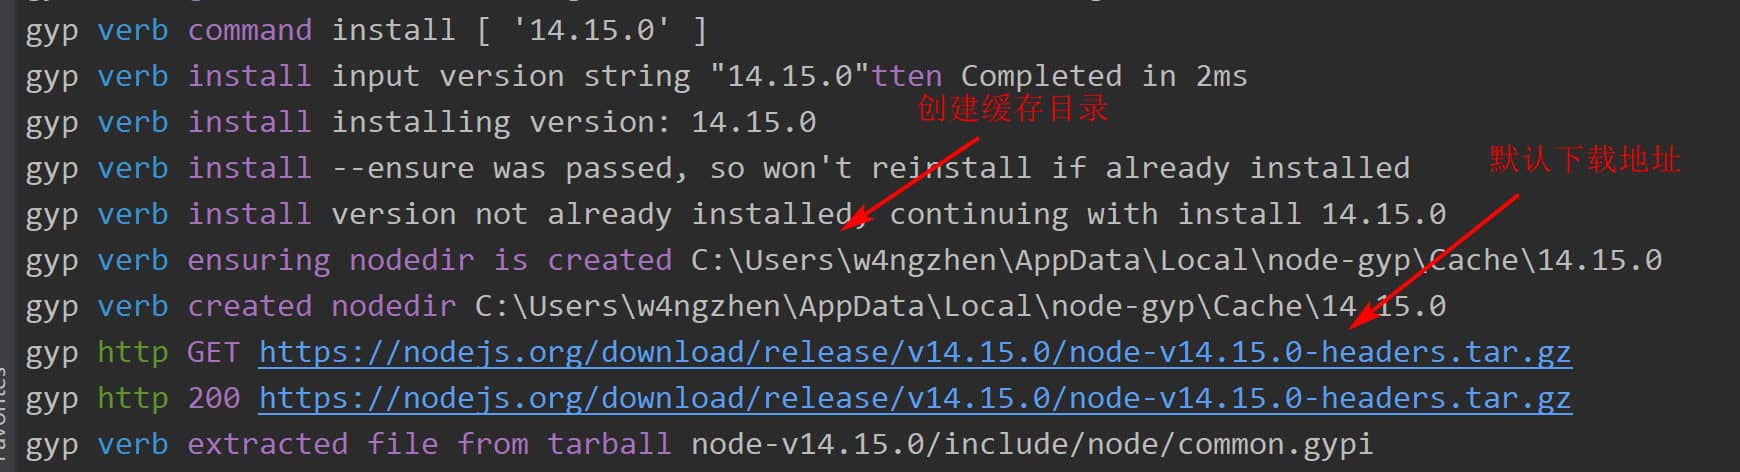 gyp verb command install [ '14.15.0' ]
gyp verb install input version string "14.15.0"tten Completed in 2ms
创建缓存目录
gyp verb install installing version: 14.15.0
gyp verb install --ensure was passed, so won't reinstall if already installed
默认下载地址
gyp verb install version not already installed, continuing with install 14.15.0
gyp verb ensuring nodedir is created C:\Users\w4ngzhen\AppData\Local\node-gyp\Cache\14.15.0
gyp verb created nodedir C:\Users\w4ngzhen\AppData\Local\node-gyp\Cache\14.15.0
gyp http GET https://nodejs.org/download/release/v14.15.0/node-v14.15.0-headers.tar.gz
gyp http 200 https://nodejs.org/download/release/v14.15.0/node-v14.15.0-headers.tar.gz
gyp verb extracted file from tarball node-v14.15.0/include/node/common.gypi